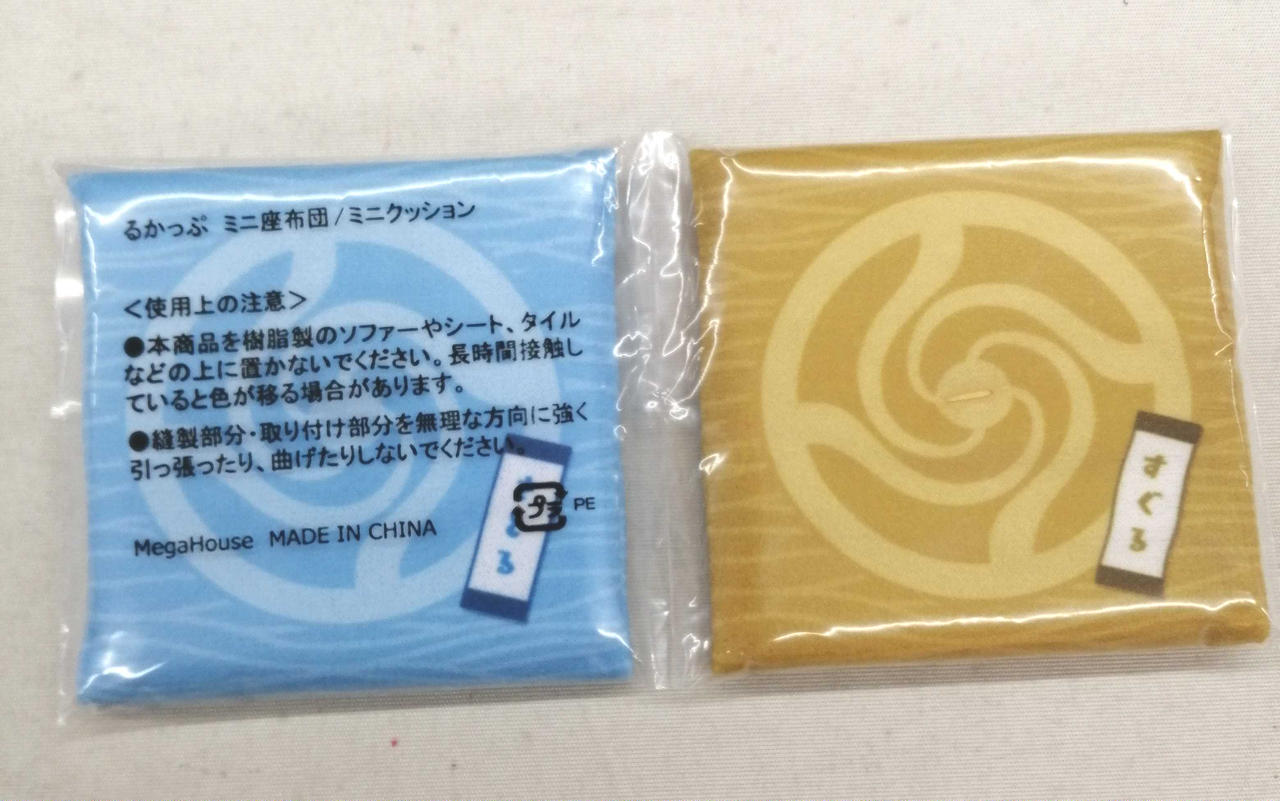 るかっぷ ミニ座布団/ミニクッション
＜使用上の注意＞
●本商品を樹脂製のソファーやシート、タイル
などの上に置かないでください。長時間接触し
ていると色が移る場合があります。
●縫製部分・取り付け部分を無理な方向に強く
引っ張ったり、曲げたりしないでください。
プラ PE
MegaHouse MADE IN CHINA
る
すぐる